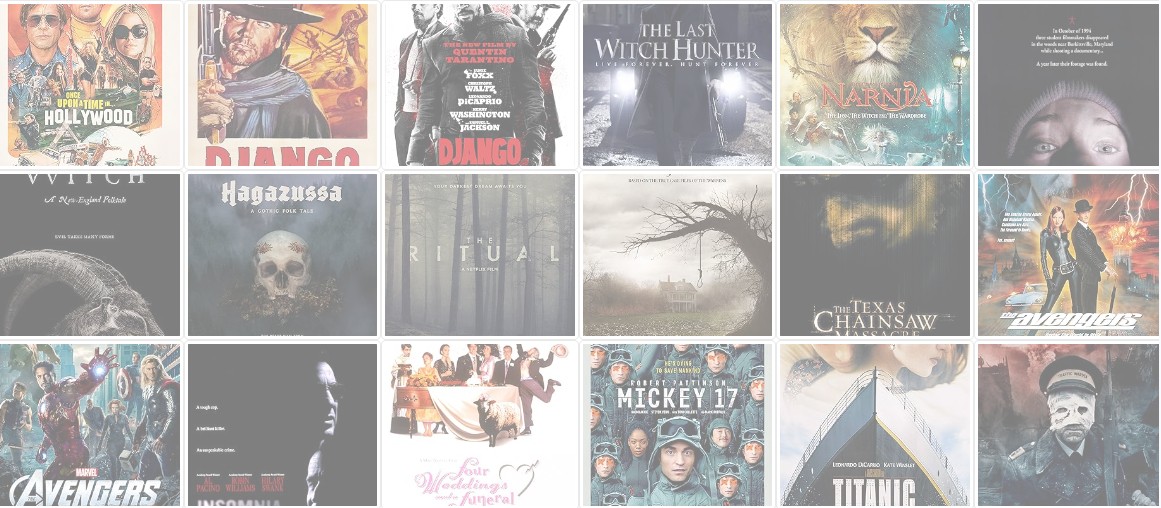 ONCE
UPON A TIME IN...
HOLLYWOOD
DJANGO
THE NEW FILM BY
QUENTIN
TARANTINO
JAMIE
FOXX
CHRISTOPH
WALTZ
LEONARDO
DiCAPRIO
KERRY
WASHINGTON
SAMUEL L.
JACKSON
DJANGO
THE LAST
WITCH HUNTER
LIVE FOREVER. HUNT FOREVER.
NARNIA
THE LION, THE WITCH AND THE WARDROBE
In October of 1994
three student filmmakers disappeared
in the woods near Burkittsville, Maryland
while shooting a documentary...
A year later their footage was found.
WITCH
A New-England Folktale
EVIL TAKES MANY FORMS
Hagazussa
A GOTHIC FOLK TALE
YOUR DARKEST DREAM AWAITS YOU
THE
RITUAL
A NETFLIX FILM
BASED ON THE TRUE CASE FILES OF THE WARRENS
THE TEXAS
CHAINSAW
MASSACRE
the avengers
MARVEL
AVENGERS
A tough cop.
A brilliant killer.
An unspeakable crime.
AL
PACINO
ROBIN
WILLIAMS
HILARY
SWANK
INSOMNIA
four
Weddings
and a
funeral
HE'S DYING
TO SAVE MANKIND
ROBERT PATTINSON
MICKEY 17
LEONARDO DiCAPRIO KATE WINSLET
TITANIC
TRAFFIC WARDEN